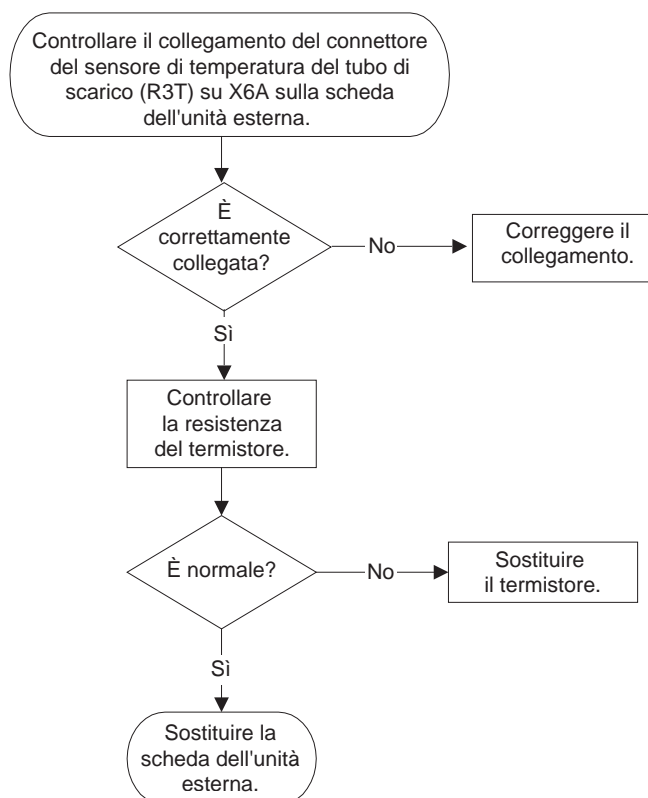 Controllare il collegamento del connettore
del sensore di temperatura del tubo di
scarico (R3T) su X6A sulla scheda
dell'unità esterna.
È
correttamente
collegata?
No
Correggere il
collegamento.
Sì
Controllare
la resistenza
del termistore.
È normale?
No
Sostituire
il termistore.
Sì
Sostituire la
scheda dell'unità
esterna.